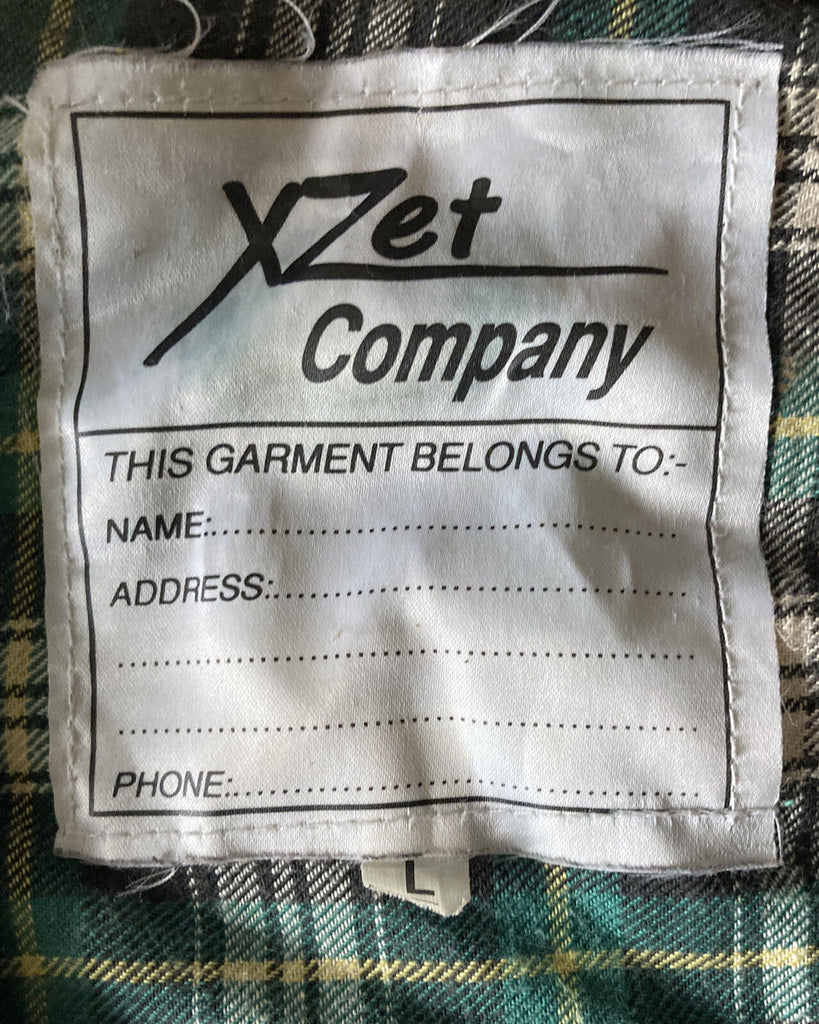 XZet
Company
THIS GARMENT BELONGS TO:-
NAME:........................................
ADDRESS:....................................
..................................................
..................................................
PHONE:........................................
L